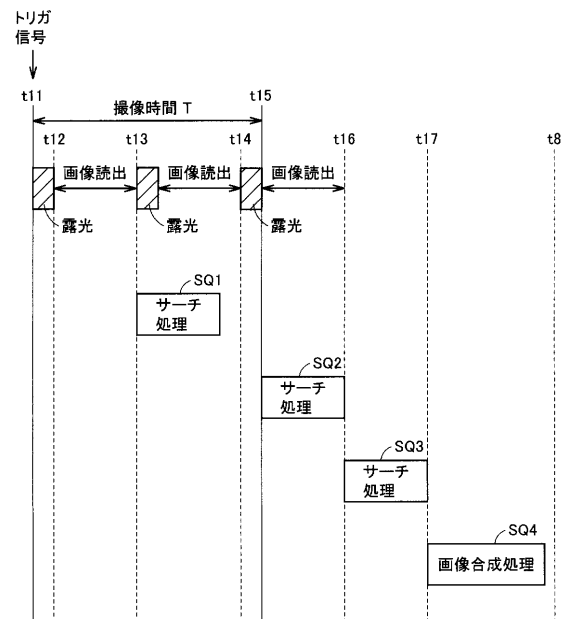 トリガ
信号
t11
撮像時間 T
t15
t12
t13
t14
t16
t17
t8
画像読出
画像読出
画像読出
露光
露光
露光
SQ1
サーチ
処理
SQ2
サーチ
処理
SQ3
サーチ
処理
SQ4
画像合成処理